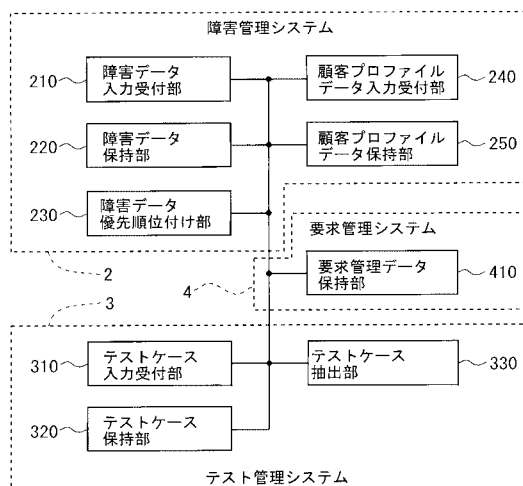 障害管理システム
210
障害データ
入力受付部
顧客プロファイル
データ入力受付部
240
220
障害データ
保持部
顧客プロファイル
データ保持部
250
230
障害データ
優先順位付け部
要求管理システム
2
3
4
要求管理データ
保持部
410
310
テストケース
入力受付部
テストケース
抽出部
330
320
テストケース
保持部
テスト管理システム